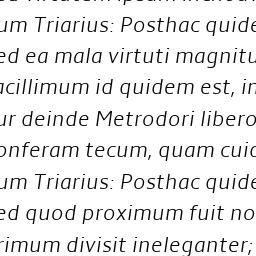 um Triarius: Posthac quide
ed ea mala virtuti magnitu
acillimum id quidem est, in
ur deinde Metrodori libero
onferam tecum, quam cuic
um Triarius: Posthac quide
ed quod proximum fuit no
rimum divisit ineleganter;